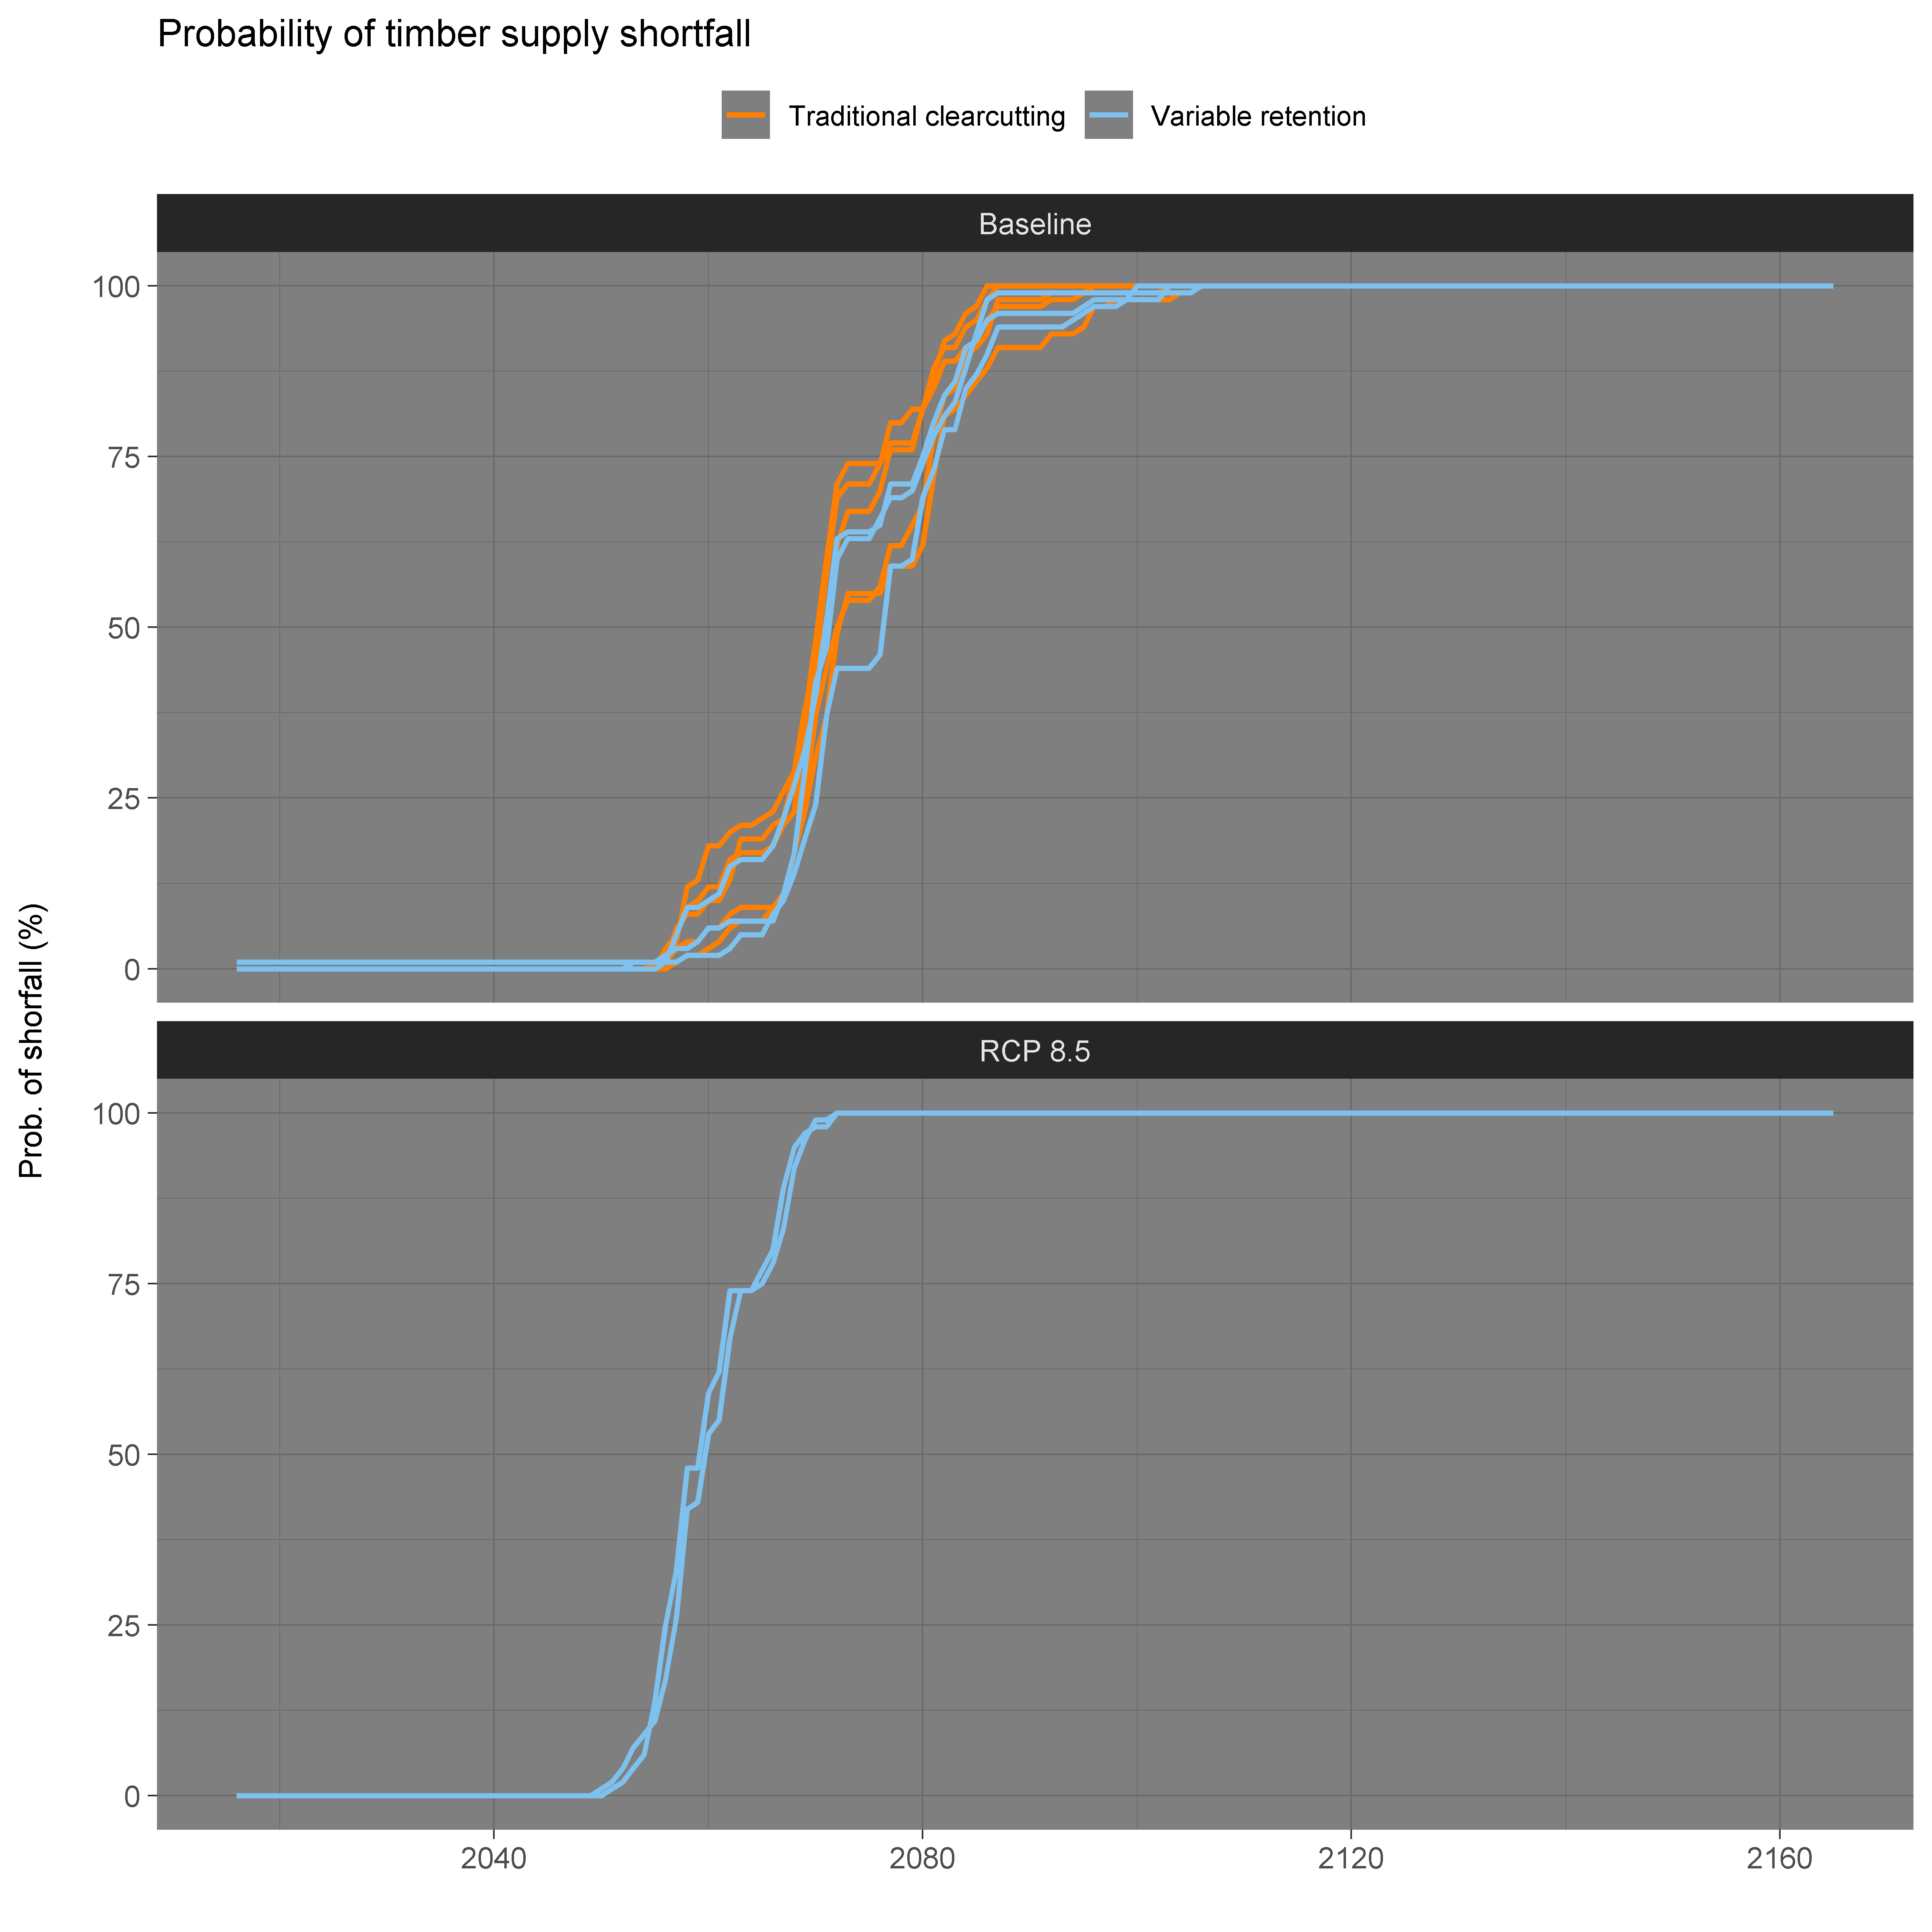 Probability of timber supply shortfall
Traditional clearcutting
Variable retention
Baseline
100
75
50
25
0
Prob. of shorfall (%)
RCP 8.5
100
75
50
25
0
2040
2080
2120
2160